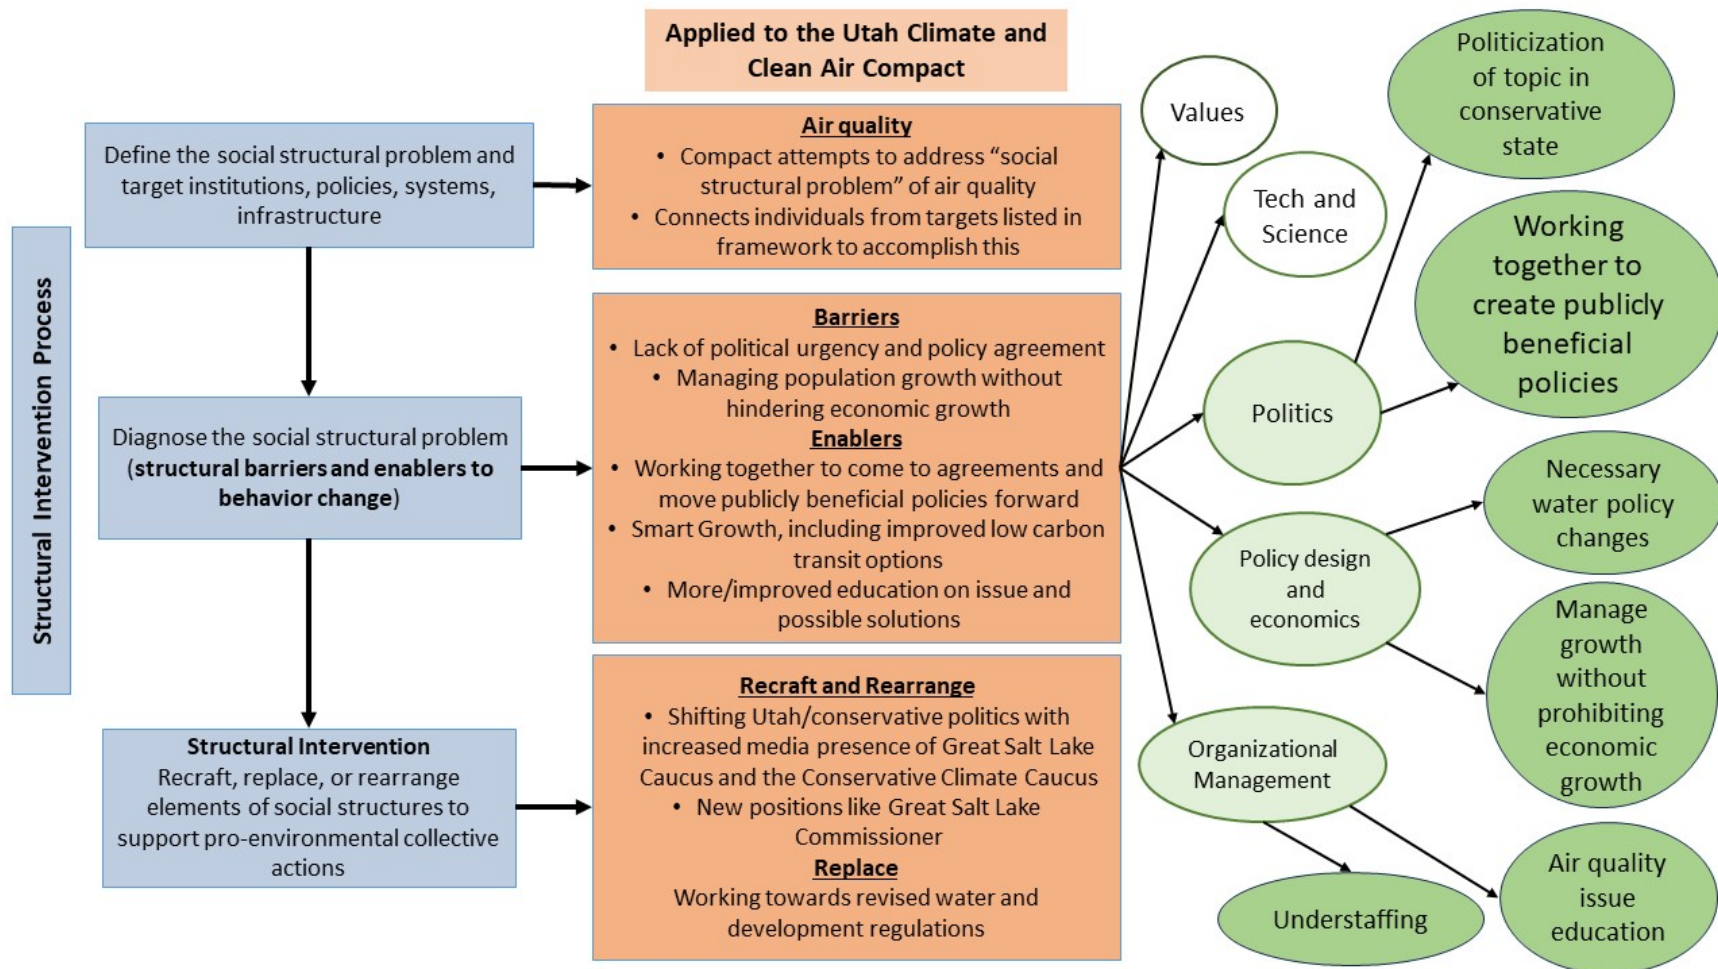 Applied to the Utah Climate and
Clean Air Compact
Structural Intervention Process
Define the social structural problem and
target institutions, policies, systems,
infrastructure
Air quality
• Compact attempts to address “social
structural problem” of air quality
• Connects individuals from targets listed in
framework to accomplish this
Diagnose the social structural problem
(structural barriers and enablers to
behavior change)
Barriers
• Lack of political urgency and policy agreement
• Managing population growth without
hindering economic growth
Enablers
• Working together to come to agreements and
move publicly beneficial policies forward
• Smart Growth, including improved low carbon
transit options
• More/improved education on issue and
possible solutions
Structural Intervention
Recraft, replace, or rearrange
elements of social structures to
support pro-environmental collective
actions
Recraft and Rearrange
• Shifting Utah/conservative politics with
increased media presence of Great Salt Lake
Caucus and the Conservative Climate Caucus
• New positions like Great Salt Lake
Commissioner
Replace
Working towards revised water and
development regulations
Values
Tech and
Science
Politics
Policy design
and
economics
Organizational
Management
Politicization
of topic in
conservative
state
Working
together to
create publicly
beneficial
policies
Necessary
water policy
changes
Manage
growth
without
prohibiting
economic
growth
Understaffing
Air quality
issue
education